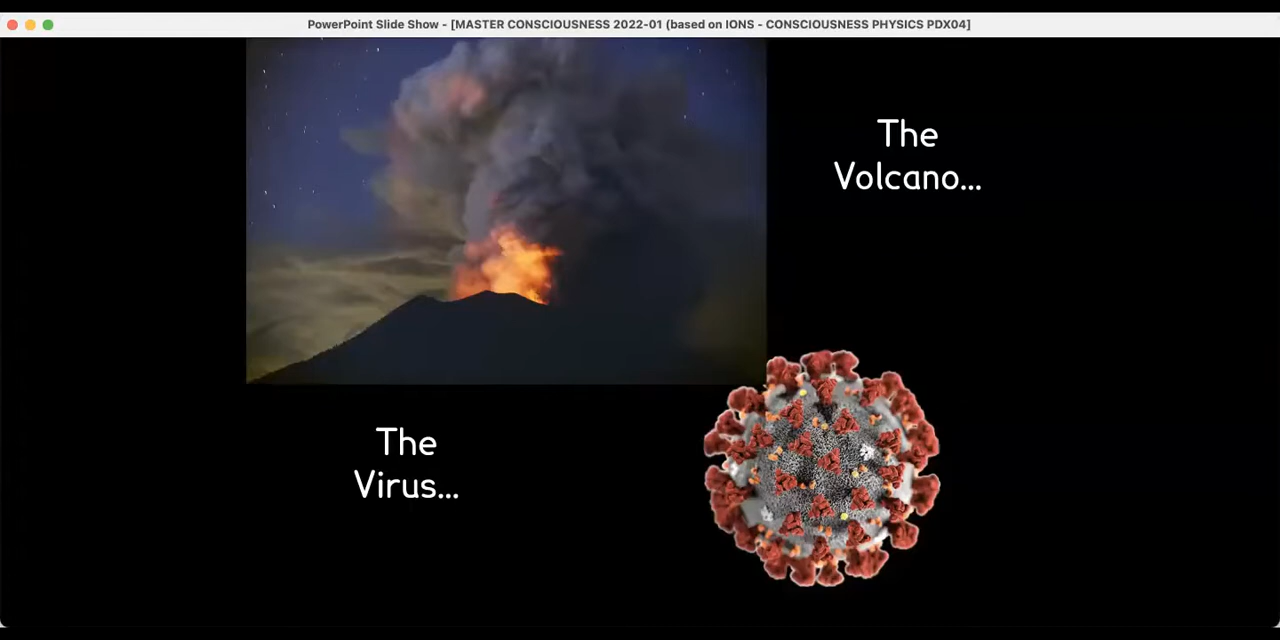 PowerPoint Slide Show - [MASTER CONSCIOUSNESS 2022-01 (based on IONS - CONSCIOUSNESS PHYSICS PDX04]
The
Volcano...
The
Virus...